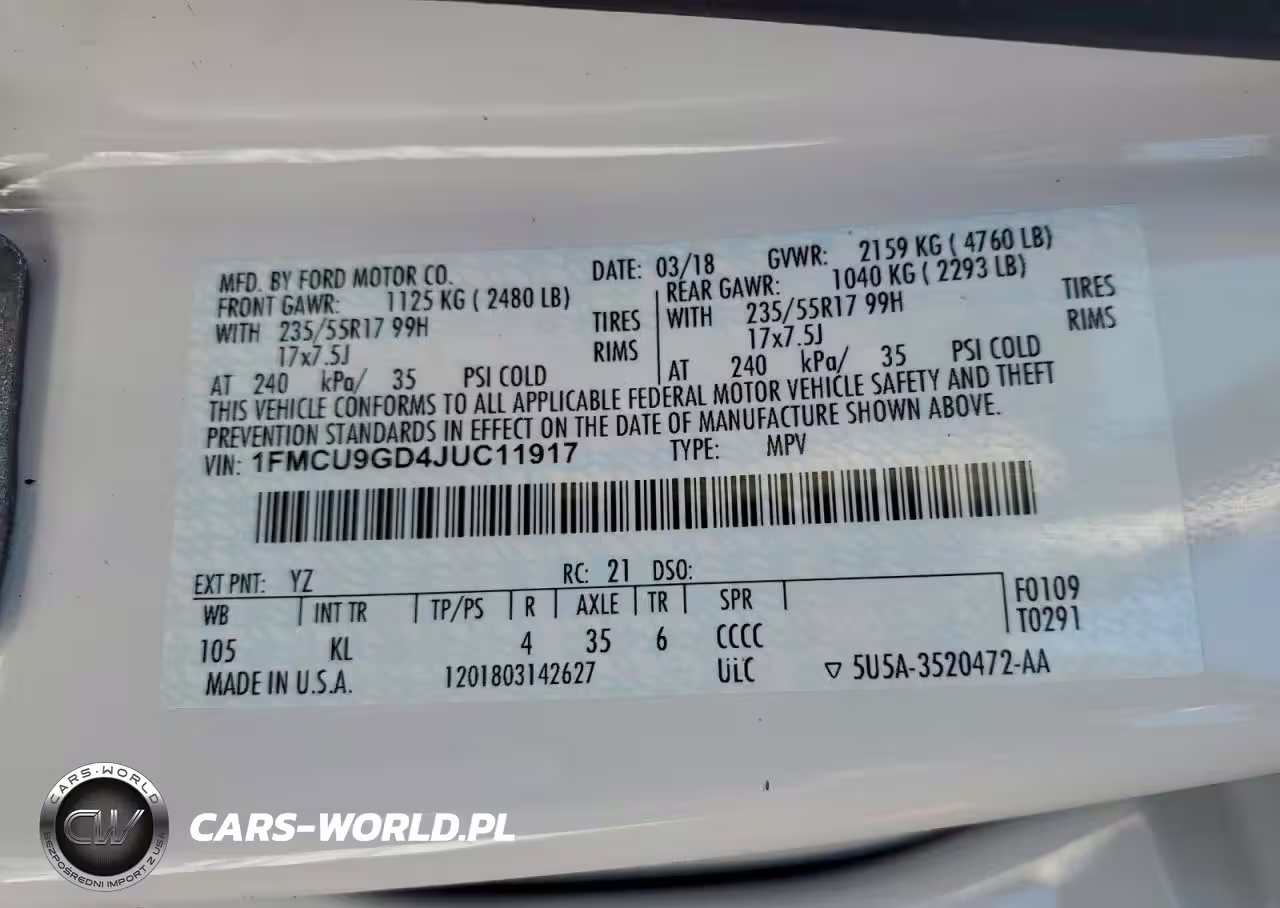 MFD. BY FORD MOTOR CO. DATE: 03/18 GVWR: 2159 KG ( 4760 LB)
FRONT GAWR: 1125 KG ( 2480 LB) REAR GAWR: 1040 KG ( 2293 LB)
WITH 235/55R17 99H TIRES WITH 235/55R17 99H TIRES
17x7.5J RIMS 17x7.5J RIMS
AT 240 kPa/ 35 PSI COLD AT 240 kPa/ 35 PSI COLD
THIS VEHICLE CONFORMS TO ALL APPLICABLE FEDERAL MOTOR VEHICLE SAFETY AND THEFT
PREVENTION STANDARDS IN EFFECT ON THE DATE OF MANUFACTURE SHOWN ABOVE.
VIN: 1FMCU9GD4JUC11917 TYPE: MPV
EXT PNT: YZ RC: 21 DSO:
WB INT TR TP/PS R AXLE TR SPR F0109
T0291
105 KL 4 35 6 CCCC
MADE IN U.S.A. 1201803142627 UiC ▽ 5U5A-3520472-AA
CARS-WORLD
CW
BEZPOŚREDNI IMPORT Z USA
CARS-WORLD.PL